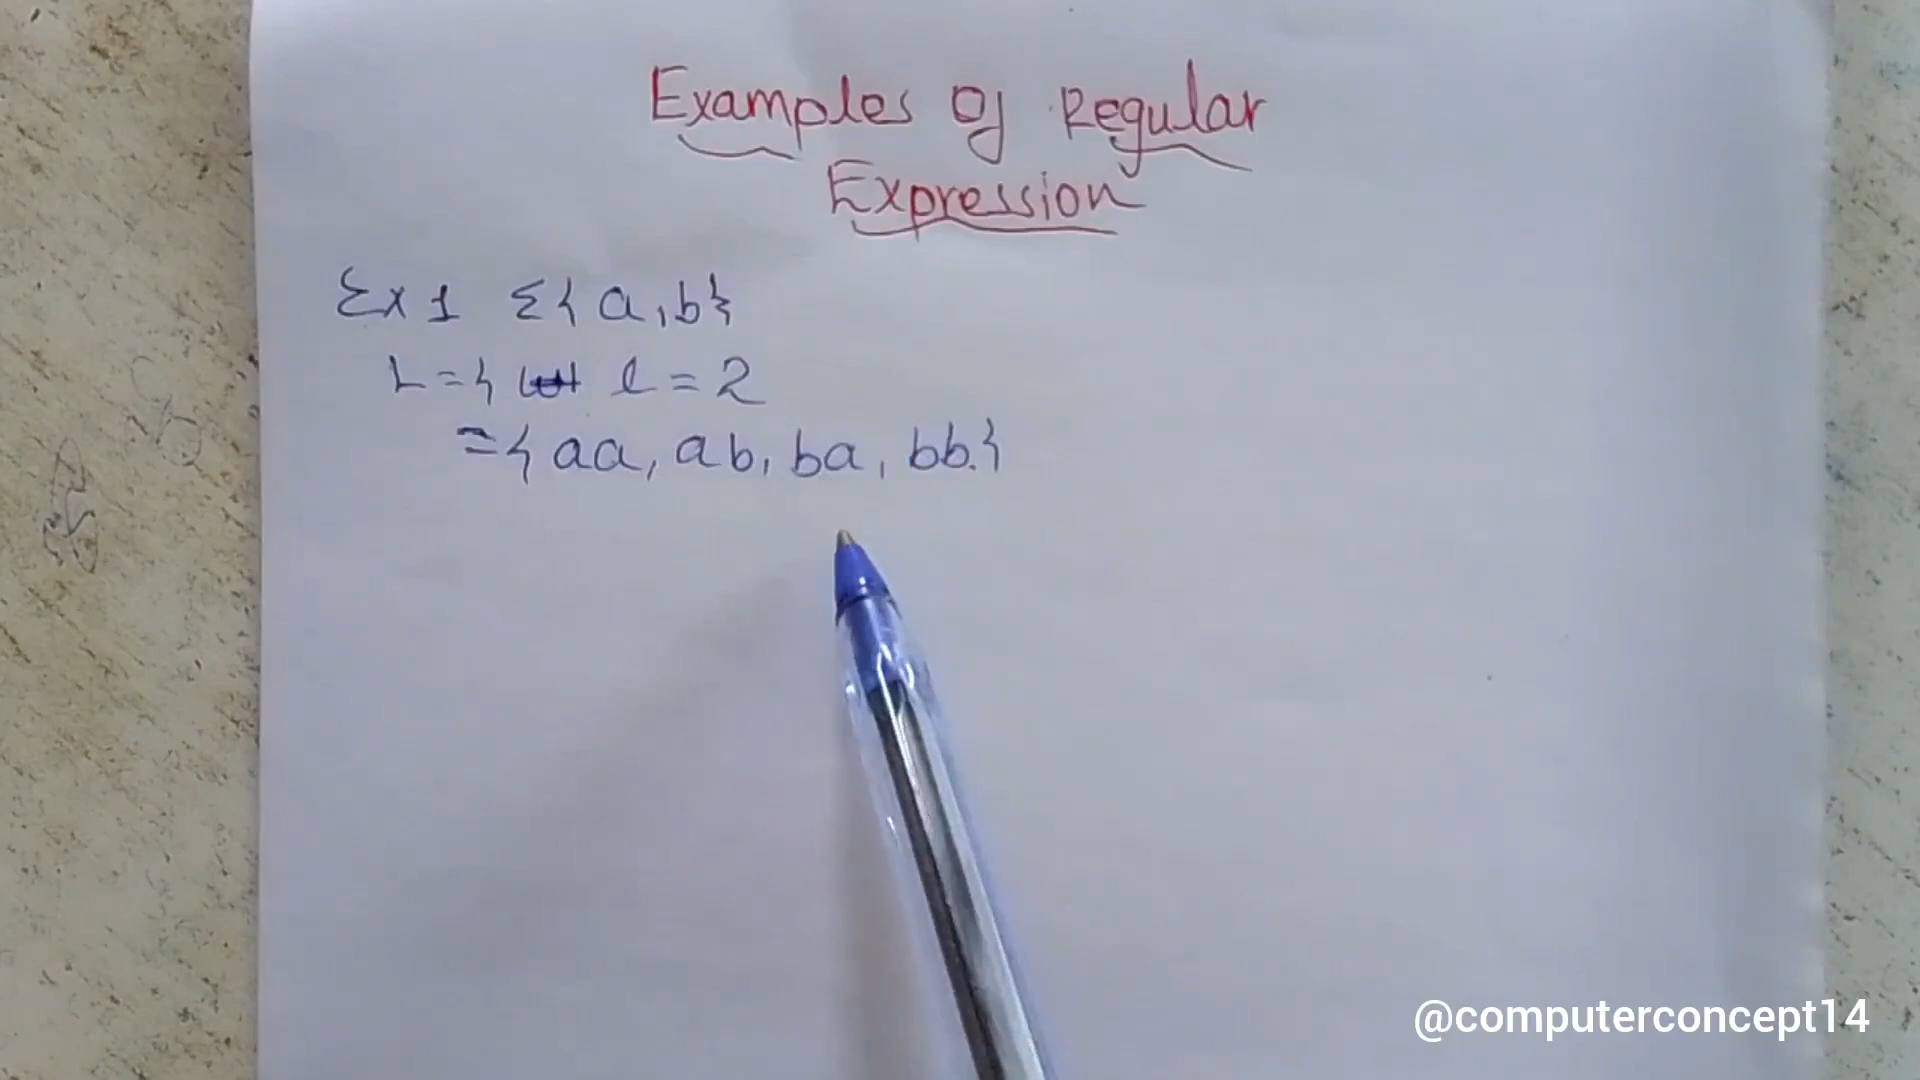 Examples Of Regular
Expression
Ex 1 Σ{a,b}
L={ l=2
={aa, ab, ba, bb.}
@computerconcept14